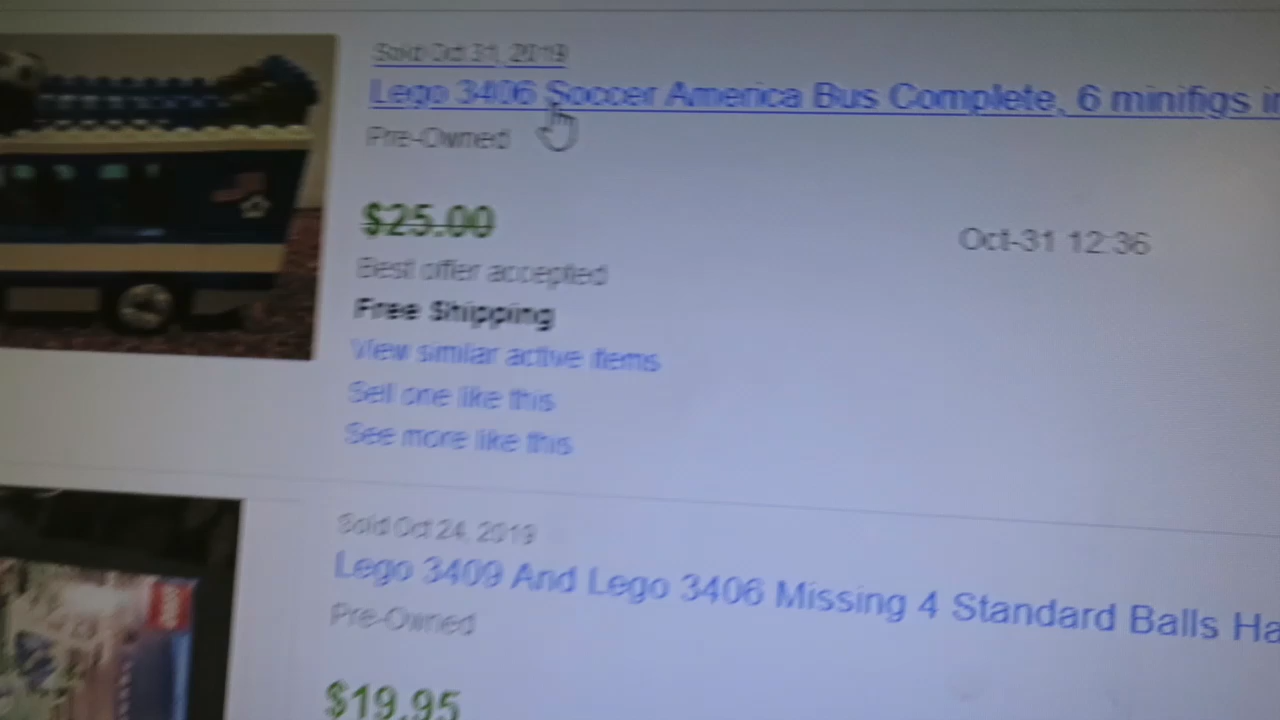 Sold Oct 31, 2019
Lego 3406 Soccer America Bus Complete, 6 minifigs
Pre-Owned
$25.00
Oct-31 12:36
Best offer accepted
Free Shipping
View similar active items
Sell one like this
See more like this
Sold Oct 24, 2019
Lego 3409 And Lego 3406 Missing 4 Standard Balls
Pre-Owned
$19.95